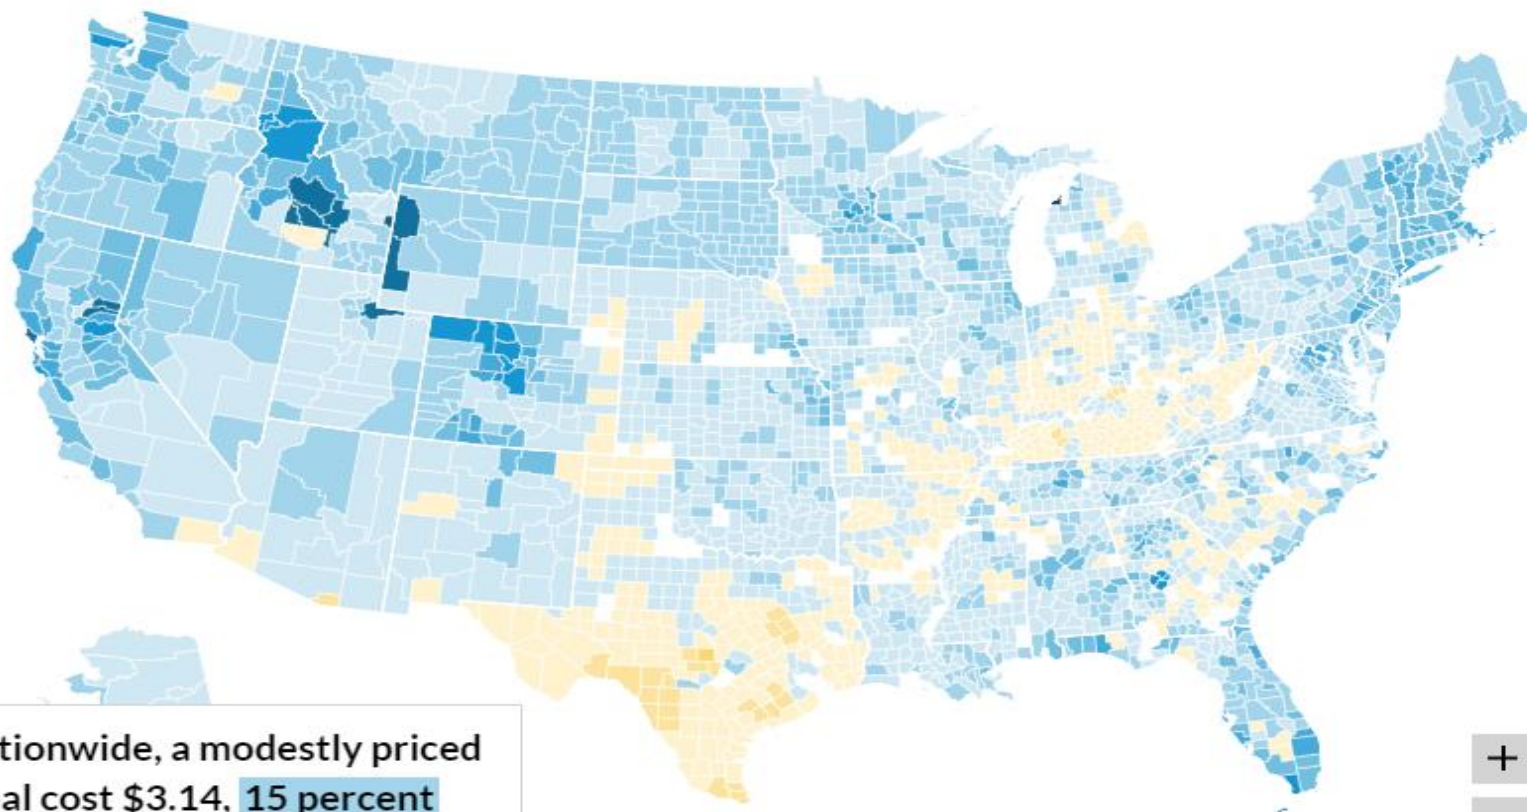 tionwide, a modestly priced
al cost $3.14, 15 percent
+